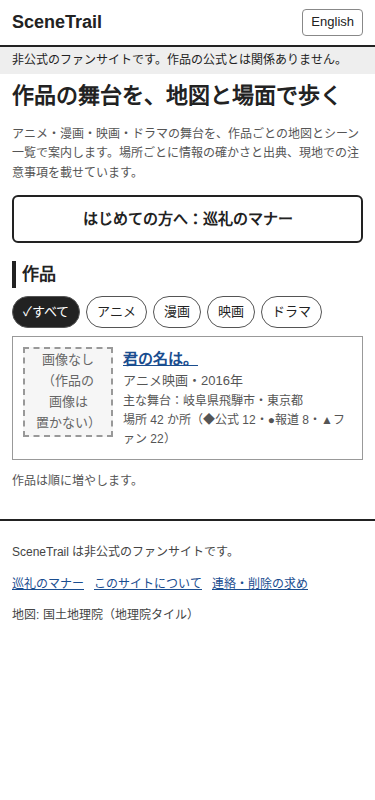 SceneTrail
English
非公式のファンサイトです。作品の公式とは関係ありません。
作品の舞台を、地図と場面で歩く
アニメ・漫画・映画・ドラマの舞台を、作品ごとの地図とシーン
一覧で案内します。場所ごとに情報の確かさと出典、現地での注
意事項を載せています。
はじめての方へ：巡礼のマナー
作品
✓すべて
アニメ
漫画
映画
ドラマ
画像なし
（作品の
画像は
置かない）
君の名は。
アニメ映画・2016年
主な舞台：岐阜県飛騨市・東京都
場所 42 か所（◆公式 12・●報道 8・▲フ
ァン 22）
作品は順に増やします。
SceneTrail は非公式のファンサイトです。
巡礼のマナー
このサイトについて
連絡・削除の求め
地図: 国土地理院（地理院タイル）